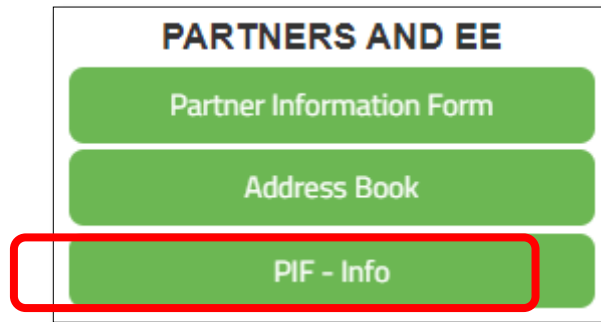 PARTNERS AND EE
Partner Information Form
Address Book
PIF - Info